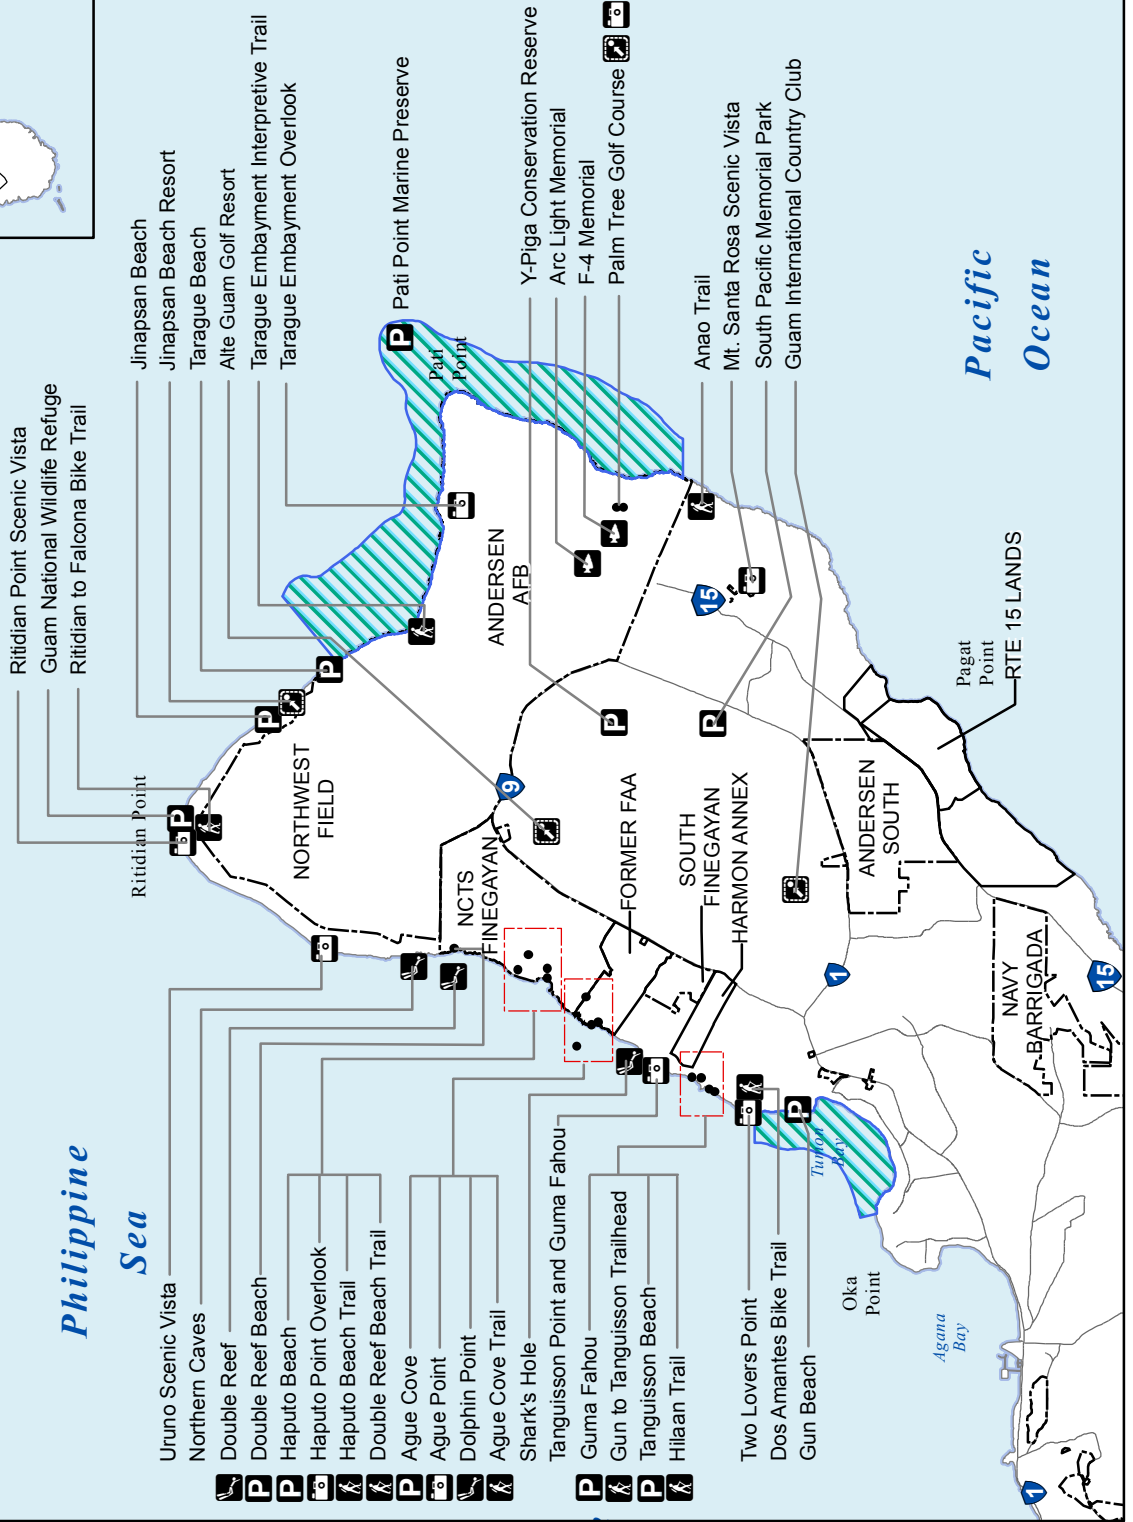 Ritidian Point Scenic Vista
Guam National Wildlife Refuge
Ritidian to Falcona Bike Trail
Jinapsan Beach
Jinapsan Beach Resort
Tarague Beach
Alte Guam Golf Resort
Tarague Embayment Interpretive Trail
Tarague Embayment Overlook
Pati Point Marine Preserve
Y-Piga Conservation Reserve
Arc Light Memorial
F-4 Memorial
Palm Tree Golf Course
Anao Trail
Mt. Santa Rosa Scenic Vista
South Pacific Memorial Park
Guam International Country Club
Pacific
Ocean
Philippine
Sea
Ritidian Point
Pati
Point
NORTHWEST
FIELD
ANDERSEN
AFB
NCTS
FINEGAYAN
FORMER FAA
SOUTH
FINEGAYAN
HARMON ANNEX
ANDERSEN
SOUTH
NAVY
BARRIGADA
Pagat
Point
RTE 15 LANDS
9
15
1
15
1
P
P
P
P
P
P
P
Tumon
Bay
Oka
Point
Agana
Bay
Uruno Scenic Vista
Northern Caves
Double Reef
P Double Reef Beach
P Haputo Beach
Haputo Point Overlook
Haputo Beach Trail
Double Reef Beach Trail
P Ague Cove
Ague Point
Dolphin Point
Ague Cove Trail
Shark's Hole
Tanguisson Point and Guma Fahou
P Guma Fahou
Gun to Tanguisson Trailhead
P Tanguisson Beach
Hilaan Trail
Two Lovers Point
Dos Amantes Bike Trail
Gun Beach